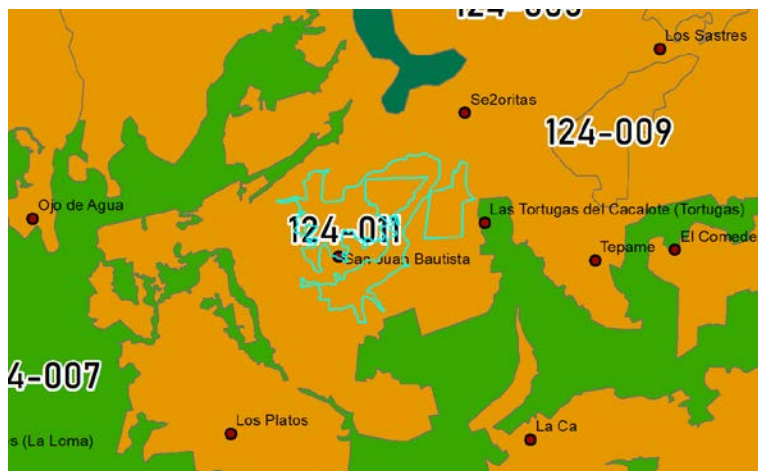 Los Sastres
Se2oritas
124-009
Ojo de Agua
Las Tortugas del Cacalote (Tortugas)
124-011
El Comede
San Juan Bautista
Tepame
4-007
Los Platos
La Ca
s (La Loma)